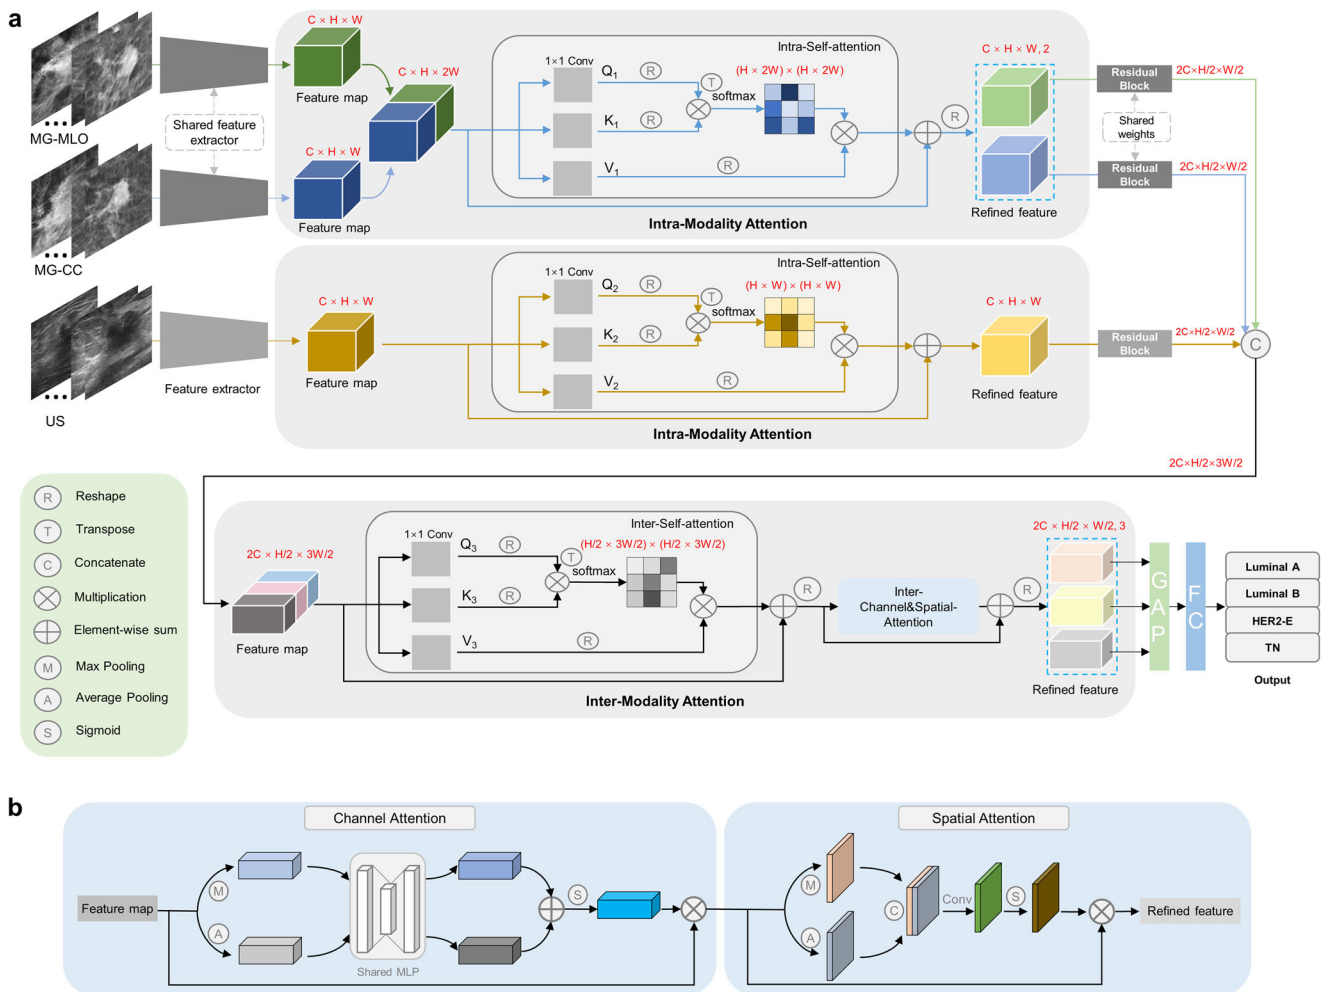 a
C × H × W
Feature map
C × H × 2W
Shared feature
extractor
MG-MLO
C × H × W
Feature map
MG-CC
Intra-Self-attention
1×1 Conv
Q1
R
T
(H × 2W) × (H × 2W)
softmax
K1
R
V1
R
R
C × H × W, 2
Refined feature
Intra-Modality Attention
Residual
Block
2C×H/2×W/2
Shared
weights
Residual
Block
2C×H/2×W/2
US
Feature extractor
C × H × W
Feature map
Intra-Self-attention
1×1 Conv
Q2
R
T
(H × W) × (H × W)
softmax
K2
R
V2
R
C × H × W
Refined feature
Intra-Modality Attention
Residual
Block
2C×H/2×W/2
C
2C×H/2×3W/2
R Reshape
T Transpose
C Concatenate
Multiplication
Element-wise sum
M Max Pooling
A Average Pooling
S Sigmoid
2C × H/2 × 3W/2
Feature map
Inter-Self-attention
1×1 Conv
Q3
R
T
(H/2 × 3W/2) × (H/2 × 3W/2)
softmax
K3
R
V3
R
R
Inter-
Channel&Spatial-
Attention
R
2C × H/2 × W/2, 3
Refined feature
Inter-Modality Attention
GAP
FC
Luminal A
Luminal B
HER2-E
TN
Output
b
Channel Attention
Feature map
M
A
Shared MLP
S
Spatial Attention
M
A
C
Conv
S
Refined feature